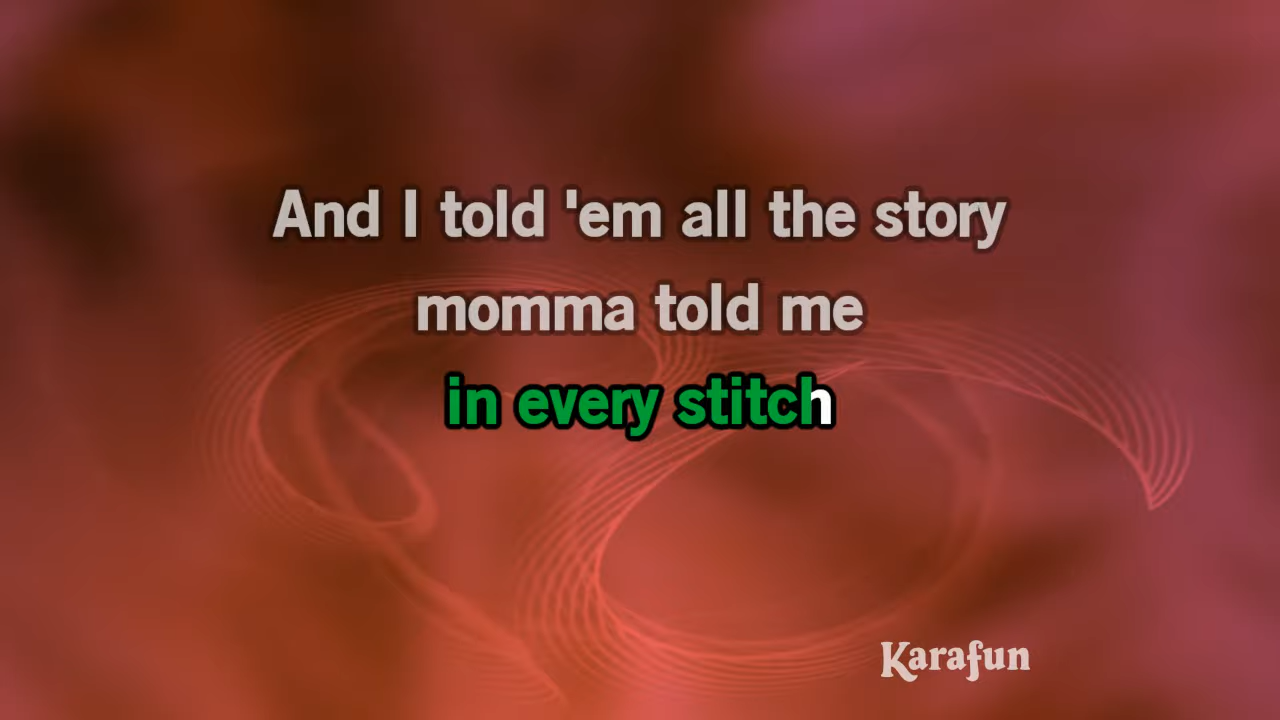 And I told 'em all the story
momma told me
in every stitch
Karafun